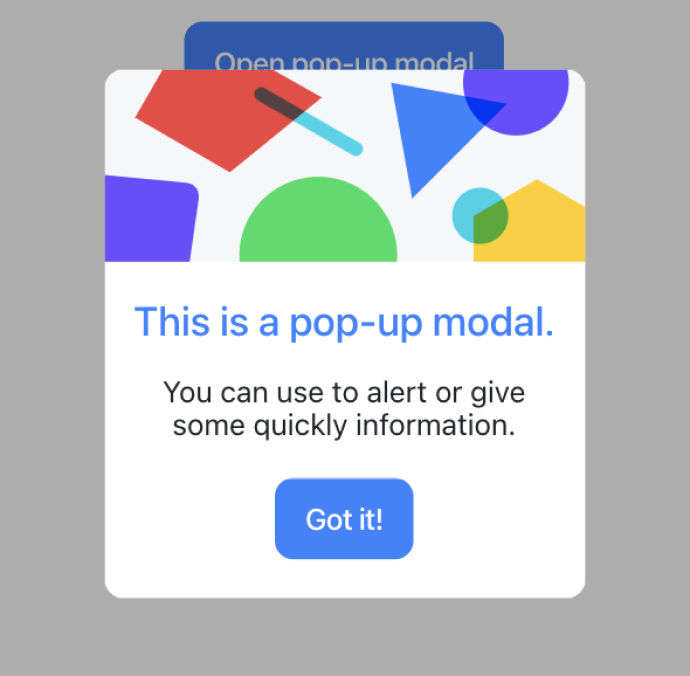 Open pop-up modal
This is a pop-up modal.
You can use to alert or give
some quickly information.
Got it!